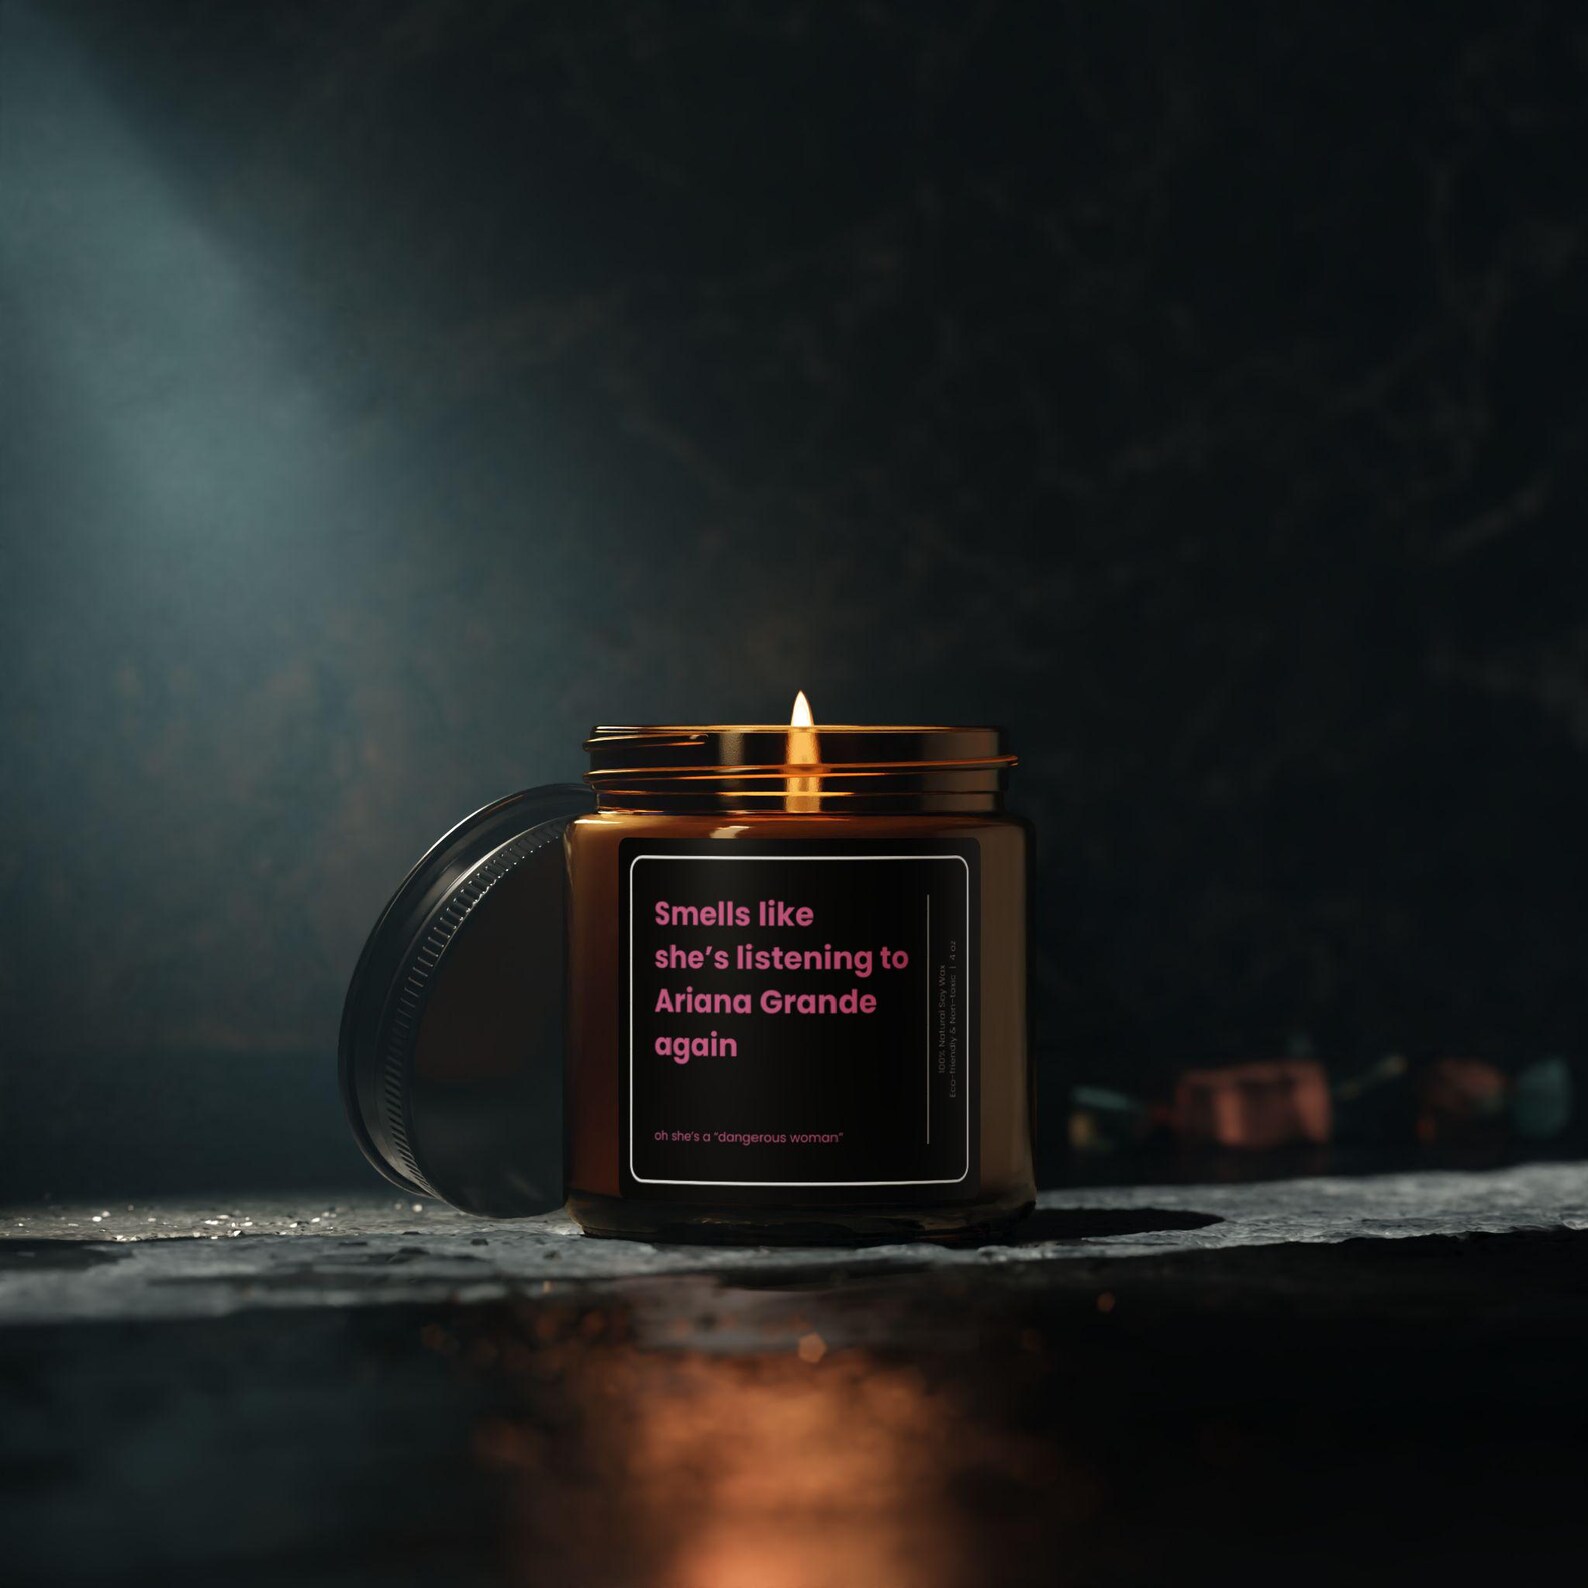 Smells like
she’s listening to
Ariana Grande
again
oh she’s a “dangerous woman”
100% Natural Soy Wax
Eco-friendly & Non-toxic | 4 oz